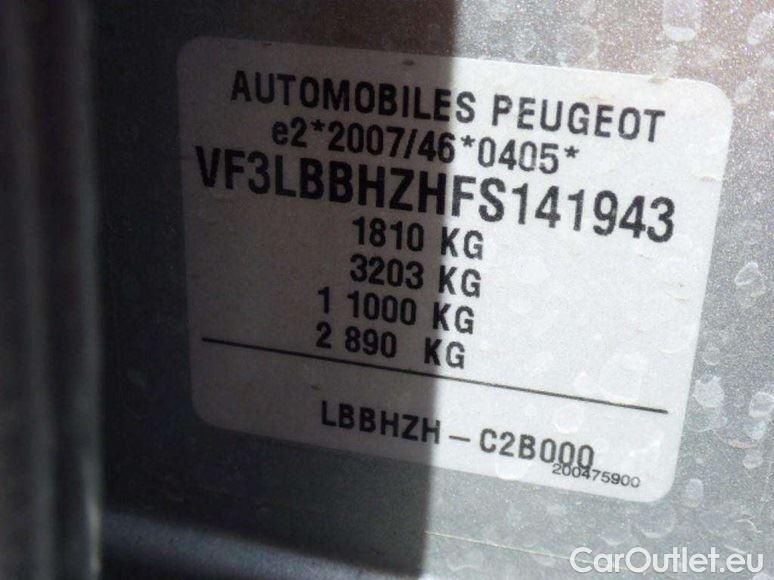 AUTOMOBILES PEUGEOT
e2*2007/46*0405*
VF3LBBHZHFS141943
1810 KG
3203 KG
1 1000 KG
2 890 KG
LBBHZH - C2B000
200475900
CarOutlet.eu